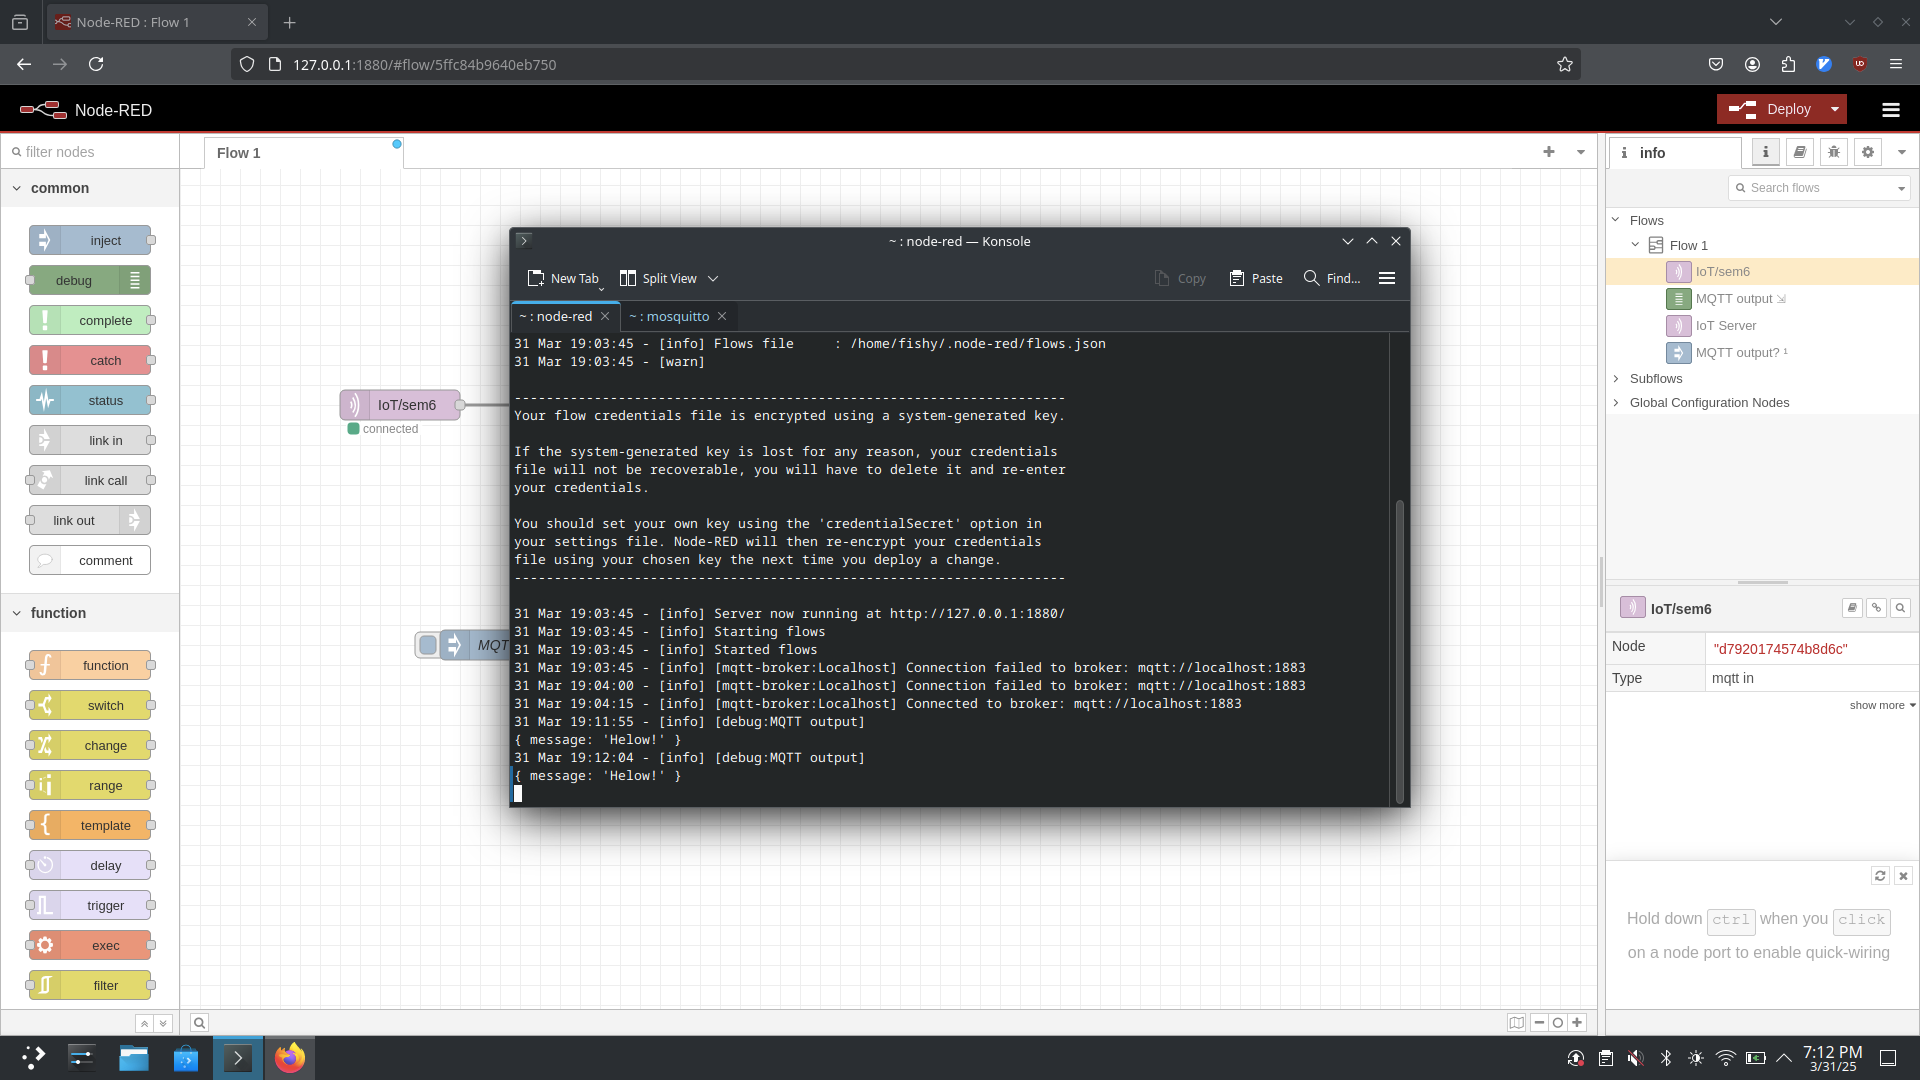 Node-RED : Flow 1
127.0.0.1:1880/#flow/5ffc84b9640eb750
Node-RED
Deploy
filter nodes
Flow 1
info
Search flows
common
inject
debug
complete
catch
status
link in
link call
link out
comment
function
function
switch
change
range
template
delay
trigger
exec
filter
IoT/sem6
connected
MQT
~ : node-red — Konsole
New Tab
Split View
Copy
Paste
Find...
~ : node-red
~ : mosquitto
31 Mar 19:03:45 - [info] Flows file     : /home/fishy/.node-red/flows.json
31 Mar 19:03:45 - [warn]
---------------------------------------------------------------------
Your flow credentials file is encrypted using a system-generated key.
If the system-generated key is lost for any reason, your credentials
file will not be recoverable, you will have to delete it and re-enter
your credentials.
You should set your own key using the 'credentialSecret' option in
your settings file. Node-RED will then re-encrypt your credentials
file using your chosen key the next time you deploy a change.
---------------------------------------------------------------------
31 Mar 19:03:45 - [info] Server now running at http://127.0.0.1:1880/
31 Mar 19:03:45 - [info] Starting flows
31 Mar 19:03:45 - [info] Started flows
31 Mar 19:03:45 - [info] [mqtt-broker:Localhost] Connection failed to broker: mqtt://localhost:1883
31 Mar 19:04:00 - [info] [mqtt-broker:Localhost] Connection failed to broker: mqtt://localhost:1883
31 Mar 19:04:15 - [info] [mqtt-broker:Localhost] Connected to broker: mqtt://localhost:1883
31 Mar 19:11:55 - [info] [debug:MQTT output]
{ message: 'Helow!' }
31 Mar 19:12:04 - [info] [debug:MQTT output]
{ message: 'Helow!' }
Flows
Flow 1
IoT/sem6
MQTT output
IoT Server
MQTT output? ¹
Subflows
Global Configuration Nodes
IoT/sem6
Node "d7920174574b8d6c"
Type mqtt in
show more
Hold down ctrl when you click
on a node port to enable quick-wiring
7:12 PM
3/31/25